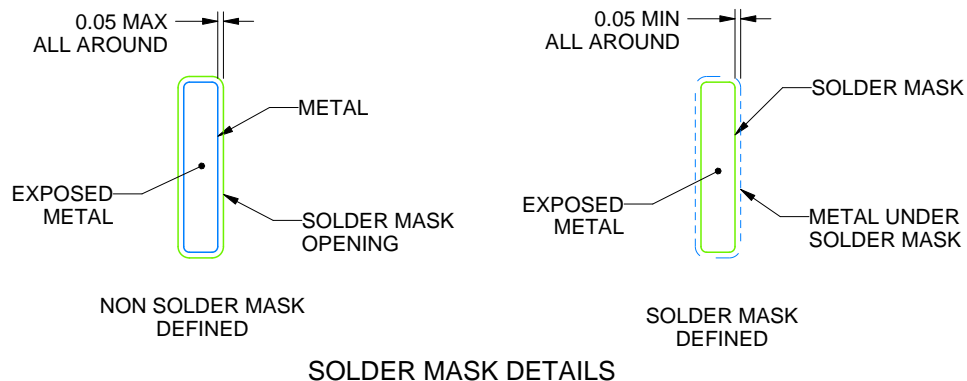 0.05 MAX
ALL AROUND
METAL
EXPOSED
METAL
SOLDER MASK
OPENING
NON SOLDER MASK
DEFINED
0.05 MIN
ALL AROUND
SOLDER MASK
EXPOSED
METAL
METAL UNDER
SOLDER MASK
SOLDER MASK
DEFINED
SOLDER MASK DETAILS